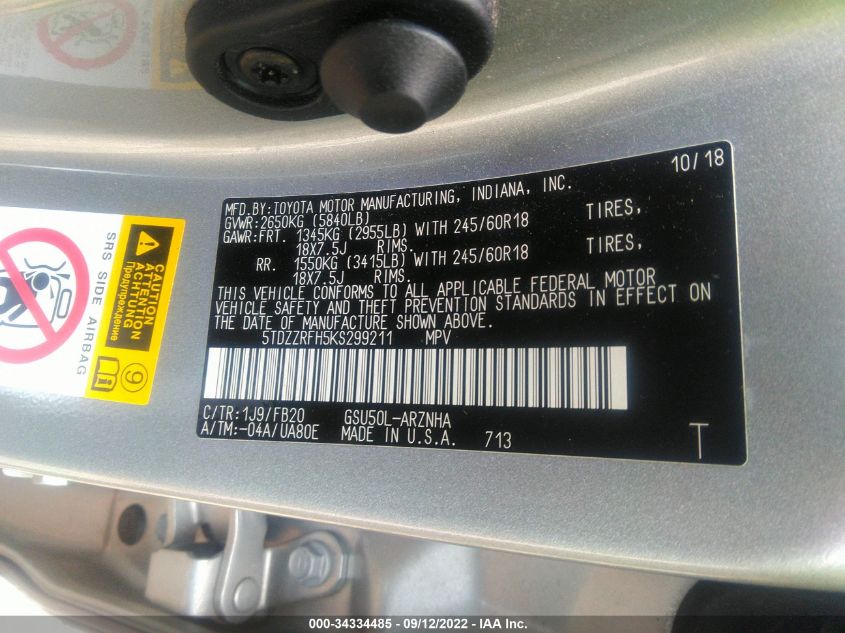 10/18
MFD.BY:TOYOTA MOTOR MANUFACTURING, INDIANA, INC.
GVWR:2650KG (5840LB)
GAWR:FRT. 1345KG (2955LB) WITH 245/60R18 TIRES,
18X7.5J RIMS.
RR. 1550KG (3415LB) WITH 245/60R18 TIRES,
18X7.5J RIMS.
THIS VEHICLE CONFORMS TO ALL APPLICABLE FEDERAL MOTOR
VEHICLE SAFETY AND THEFT PREVENTION STANDARDS IN EFFECT ON
THE DATE OF MANUFACTURE SHOWN ABOVE.
5TDZZRFH5KS299211 MPV
C/TR:1J9/FB20 GSU50L-ARZNHA
A/TM:-04A/UA80E MADE IN U.S.A. 713
T
SRS SIDE AIRBAG
CAUTION
ATTENTION
ACHTUNG
Предупреждение
9
000-34334485 - 09/12/2022 - IAA Inc.